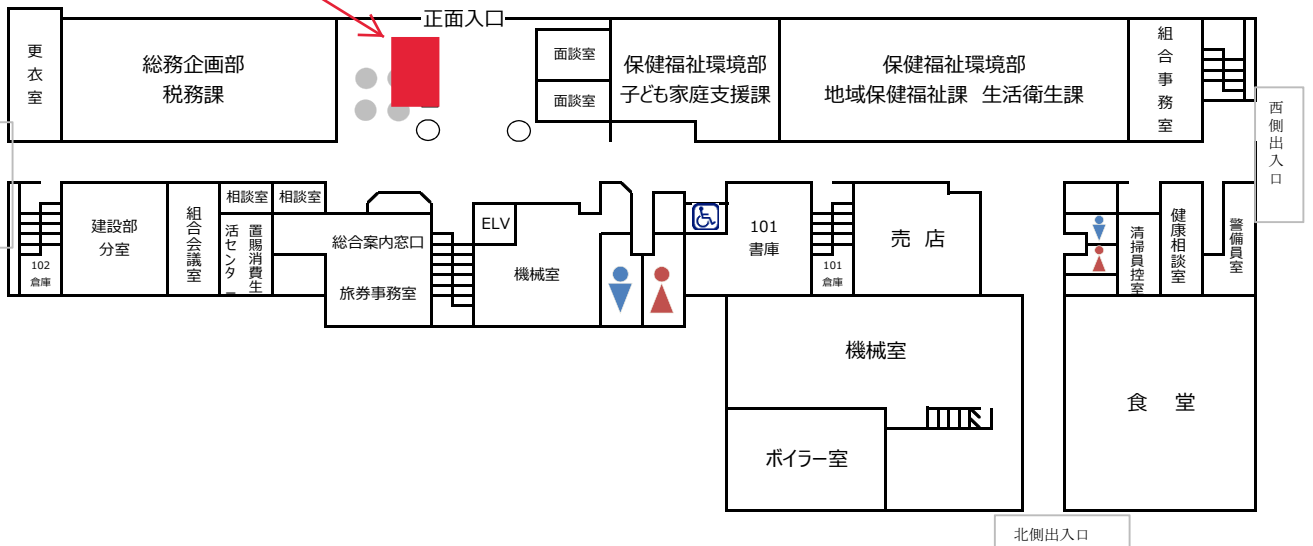 正面入口
更衣室
総務企画部
税務課
面談室
面談室
保健福祉環境部
子ども家庭支援課
保健福祉環境部
地域保健福祉課 生活衛生課
組合事務室
西側出入口
102
倉庫
建設部
分室
組合会議室
相談室
相談室
置賜消費生
活センター
総合案内窓口
旅券事務室
ELV
機械室
101
書庫
101
倉庫
売店
清掃員控室
健康相談室
警備員室
機械室
ボイラー室
食堂
北側出入口